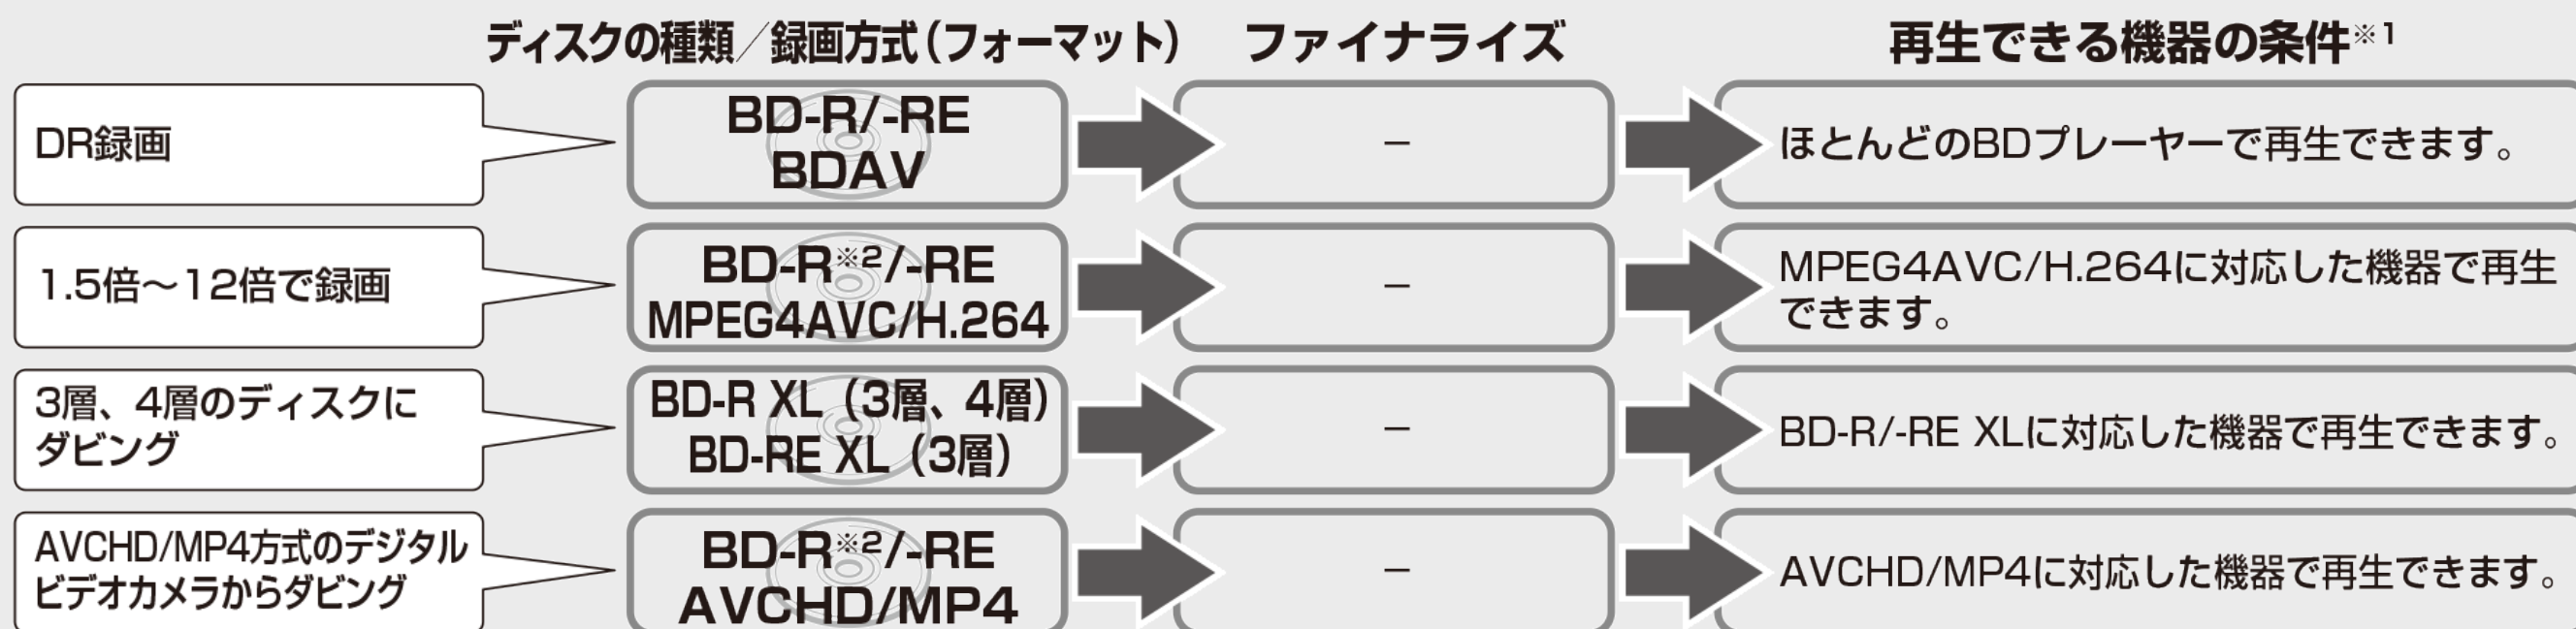 ディスクの種類／録画方式（フォーマット）　ファイナライズ　再生できる機器の条件※1
DR録画
BD-R/-RE
BDAV
－
ほとんどのBDプレーヤーで再生できます。
1.5倍～12倍で録画
BD-R※2/-RE
MPEG4AVC/H.264
－
MPEG4AVC/H.264に対応した機器で再生
できます。
3層、4層のディスクに
ダビング
BD-R XL（3層、4層）
BD-RE XL（3層）
－
BD-R/-RE XLに対応した機器で再生できます。
AVCHD/MP4方式のデジタル
ビデオカメラからダビング
BD-R※2/-RE
AVCHD/MP4
－
AVCHD/MP4に対応した機器で再生できます。